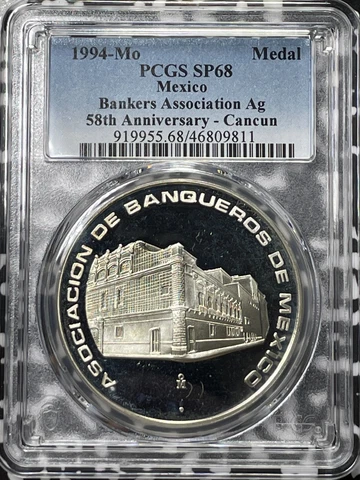 1994-Mo Medal
PCGS SP68
Mexico
Bankers Association Ag
58th Anniversary - Cancun
919955.68/46809811
ASOCIACION DE BANQUEROS DE MEXICO